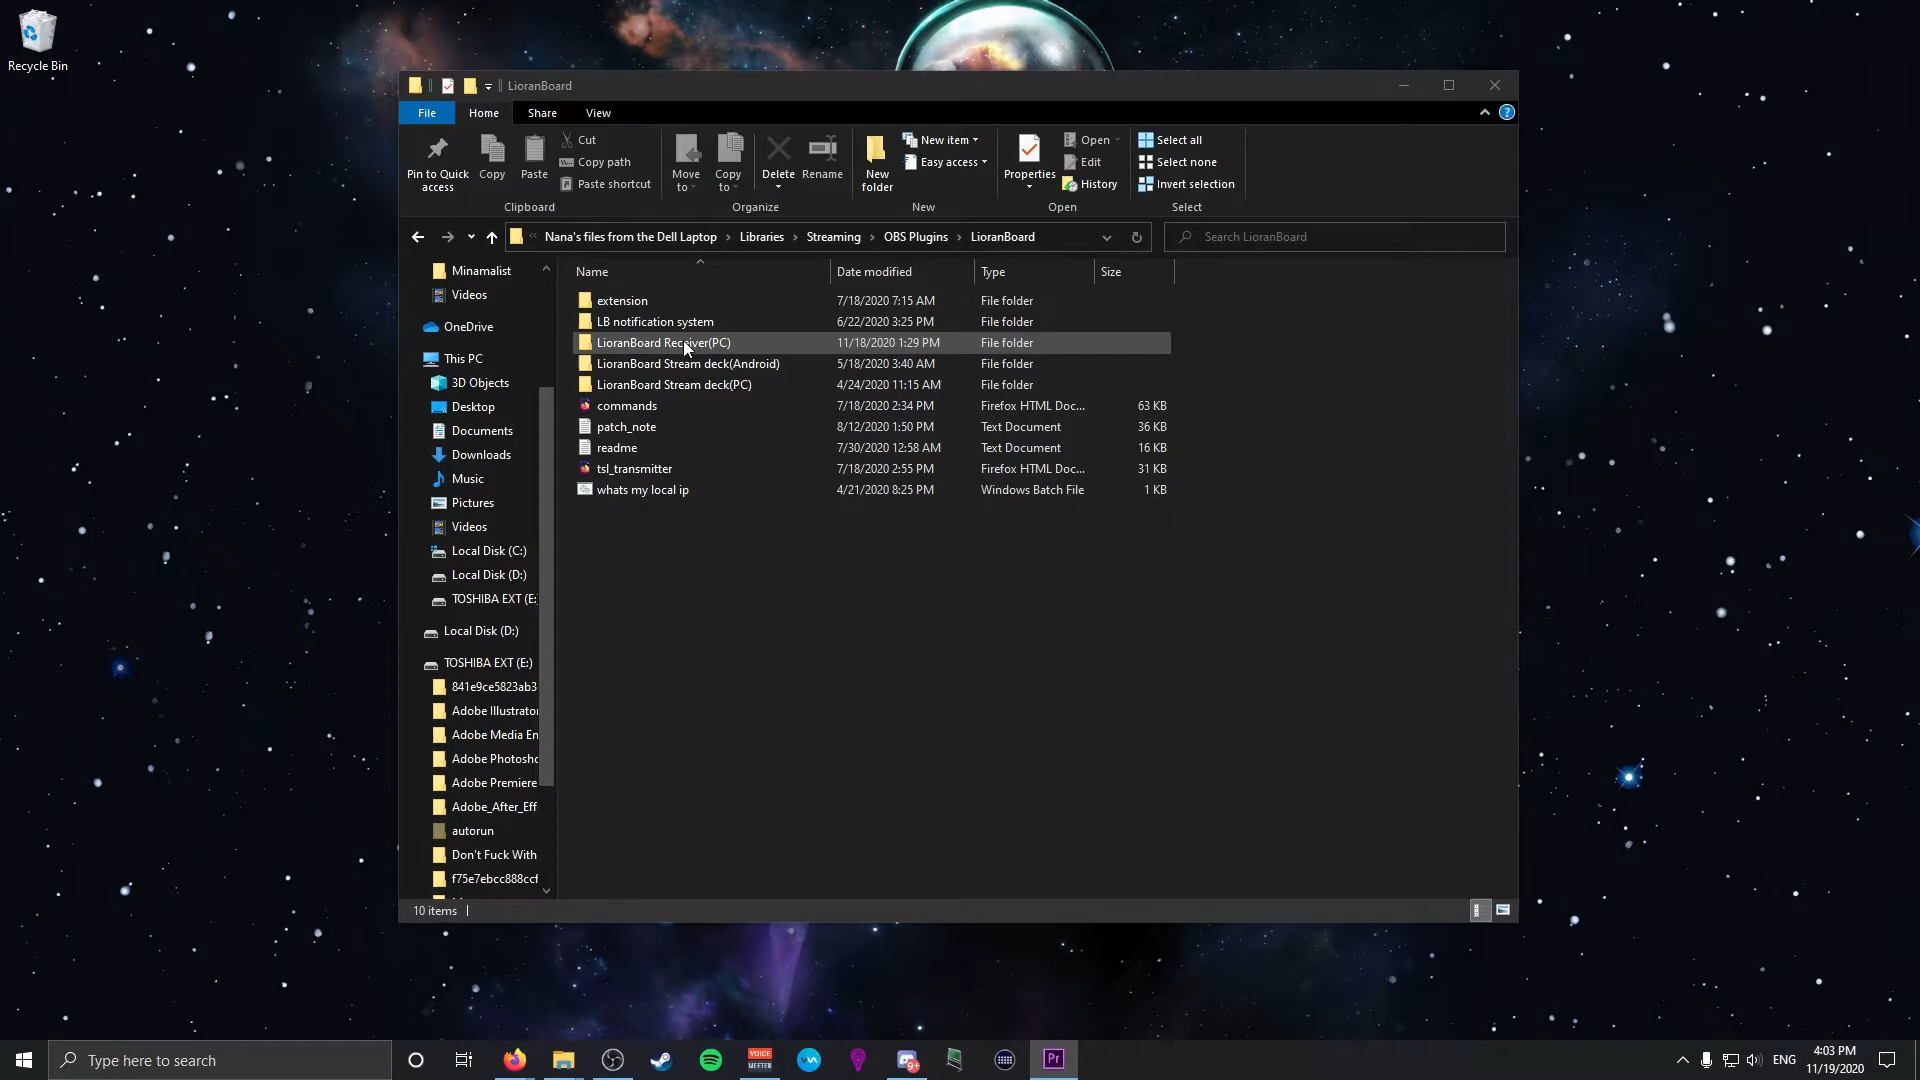 Recycle Bin
LioranBoard
File Home Share View
Pin to Quick access
Copy
Paste
Cut
Copy path
Paste shortcut
Move to
Copy to
Delete
Rename
New folder
New item
Easy access
Properties
Open
Edit
History
Select all
Select none
Invert selection
Clipboard Organize New Open Select
Nana's files from the Dell Laptop › Libraries › Streaming › OBS Plugins › LioranBoard
Search LioranBoard
Minamalist
Videos
OneDrive
This PC
3D Objects
Desktop
Documents
Downloads
Music
Pictures
Videos
Local Disk (C:)
Local Disk (D:)
TOSHIBA EXT (E:
Local Disk (D:)
TOSHIBA EXT (E:)
841e9ce5823ab3
Adobe Illustrator
Adobe Media En
Adobe Photosho
Adobe Premiere
Adobe_After_Eff
autorun
Don't Fuck With
f75e7ebcc888ccf
Name Date modified Type Size
extension 7/18/2020 7:15 AM File folder
LB notification system 6/22/2020 3:25 PM File folder
LioranBoard Receiver(PC) 11/18/2020 1:29 PM File folder
LioranBoard Stream deck(Android) 5/18/2020 3:40 AM File folder
LioranBoard Stream deck(PC) 4/24/2020 11:15 AM File folder
commands 7/18/2020 2:34 PM Firefox HTML Doc... 63 KB
patch_note 8/12/2020 1:50 PM Text Document 36 KB
readme 7/30/2020 12:58 AM Text Document 16 KB
tsl_transmitter 7/18/2020 2:55 PM Firefox HTML Doc... 31 KB
whats my local ip 4/21/2020 8:25 PM Windows Batch File 1 KB
10 items
Type here to search
VOICE
MEETER
9+
Pr
ENG
4:03 PM
11/19/2020